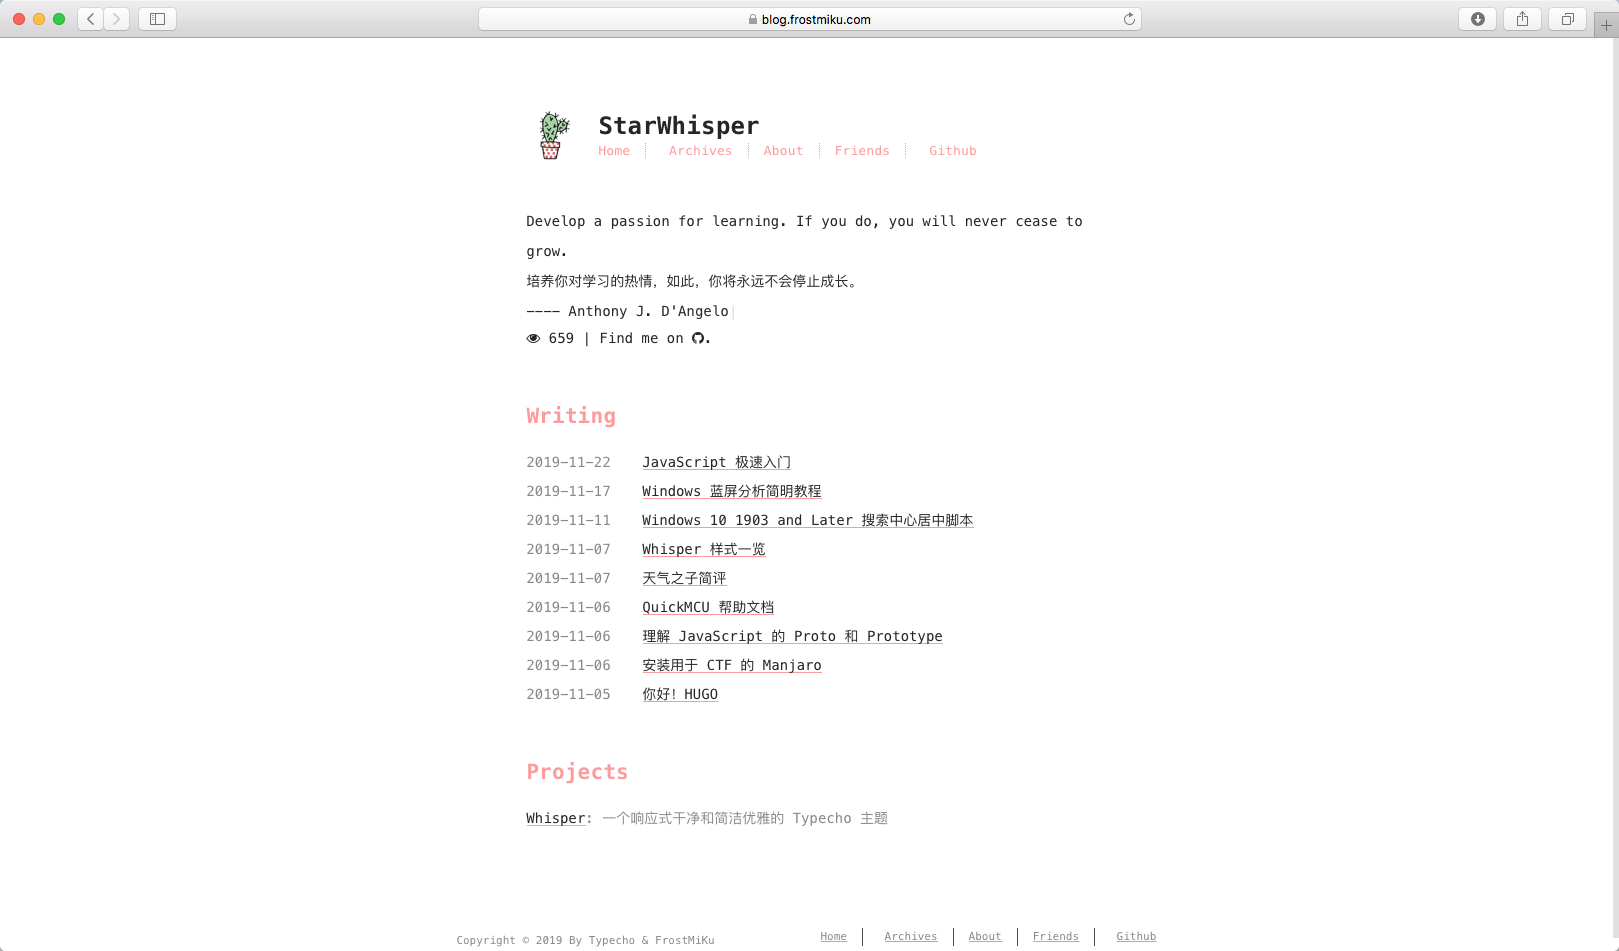 blog.frostmiku.com
StarWhisper
Home Archives About Friends Github
Develop a passion for learning. If you do, you will never cease to
grow.
培养你对学习的热情，如此，你将永远不会停止成长。
---- Anthony J. D'Angelo|
659 | Find me on .
Writing
2019-11-22 JavaScript 极速入门
2019-11-17 Windows 蓝屏分析简明教程
2019-11-11 Windows 10 1903 and Later 搜索中心居中脚本
2019-11-07 Whisper 样式一览
2019-11-07 天气之子简评
2019-11-06 QuickMCU 帮助文档
2019-11-06 理解 JavaScript 的 Proto 和 Prototype
2019-11-06 安装用于 CTF 的 Manjaro
2019-11-05 你好！HUGO
Projects
Whisper: 一个响应式干净和简洁优雅的 Typecho 主题
Copyright © 2019 By Typecho & FrostMiKu Home Archives About Friends Github